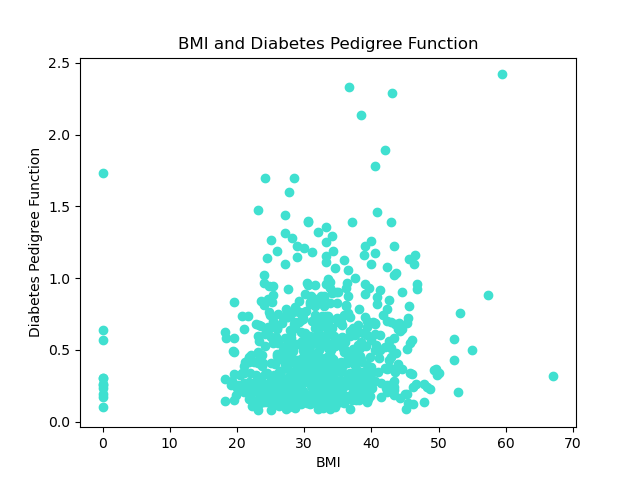 BMI and Diabetes Pedigree Function
2.5
2.0
1.5
1.0
0.5
0.0
Diabetes Pedigree Function
0 10 20 30 40 50 60 70
BMI